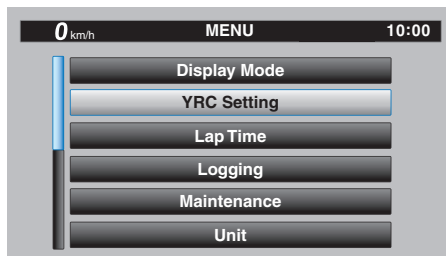 0 km/h MENU 10:00
Display Mode
YRC Setting
Lap Time
Logging
Maintenance
Unit